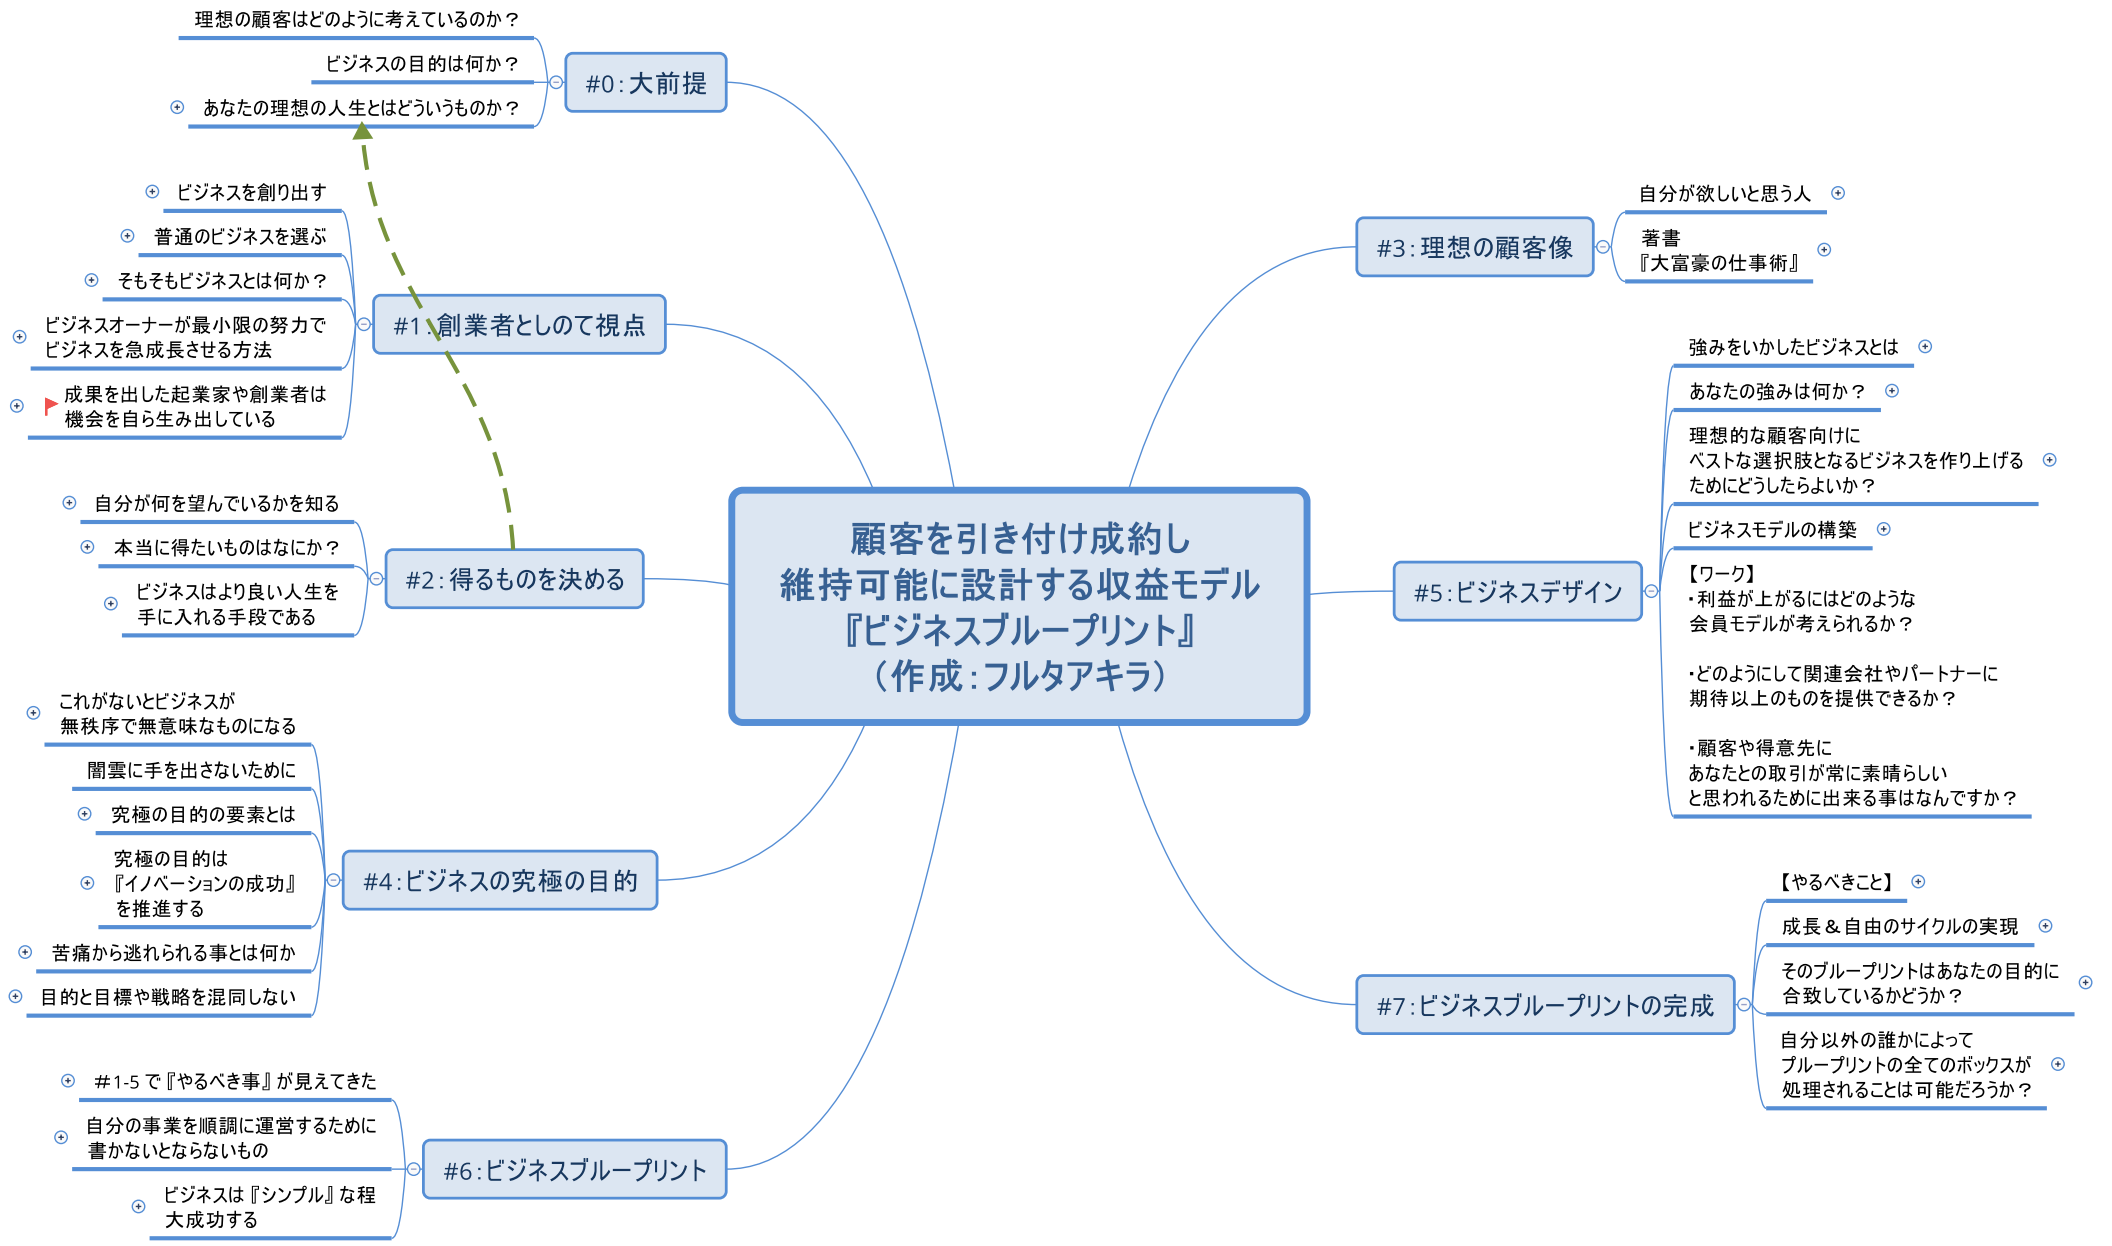 顧客を引き付け成約し
維持可能に設計する収益モデル
『ビジネスブループリント』
（作成：フルタアキラ）
#0：大前提
理想の顧客はどのように考えているのか？
ビジネスの目的は何か？
あなたの理想の人生とはどういうものか？
#1：創業者としのて視点
ビジネスを創り出す
普通のビジネスを選ぶ
そもそもビジネスとは何か？
ビジネスオーナーが最小限の努力で
ビジネスを急成長させる方法
成果を出した起業家や創業者は
機会を自ら生み出している
#2：得るものを決める
自分が何を望んでいるかを知る
本当に得たいものはなにか？
ビジネスはより良い人生を
手に入れる手段である
#3：理想の顧客像
自分が欲しいと思う人
著書
『大富豪の仕事術』
#4：ビジネスの究極の目的
これがないとビジネスが
無秩序で無意味なものになる
闇雲に手を出さないために
究極の目的の要素とは
究極の目的は
『イノベーションの成功』
を推進する
苦痛から逃れられる事とは何か
目的と目標や戦略を混同しない
#5：ビジネスデザイン
強みをいかしたビジネスとは
あなたの強みは何か？
理想的な顧客向けに
ベストな選択肢となるビジネスを作り上げる
ためにどうしたらよいか？
ビジネスモデルの構築
【ワーク】
・利益が上がるにはどのような
会員モデルが考えられるか？
・どのようにして関連会社やパートナーに
期待以上のものを提供できるか？
・顧客や得意先に
あなたとの取引が常に素晴らしい
と思われるために出来る事はなんですか？
#6：ビジネスブループリント
＃1-5 で『やるべき事』が見えてきた
自分の事業を順調に運営するために
書かないとならないもの
ビジネスは『シンプル』な程
大成功する
#7：ビジネスブループリントの完成
【やるべきこと】
成長＆自由のサイクルの実現
そのブループリントはあなたの目的に
合致しているかどうか？
自分以外の誰かによって
プループリントの全てのボックスが
処理されることは可能だろうか？